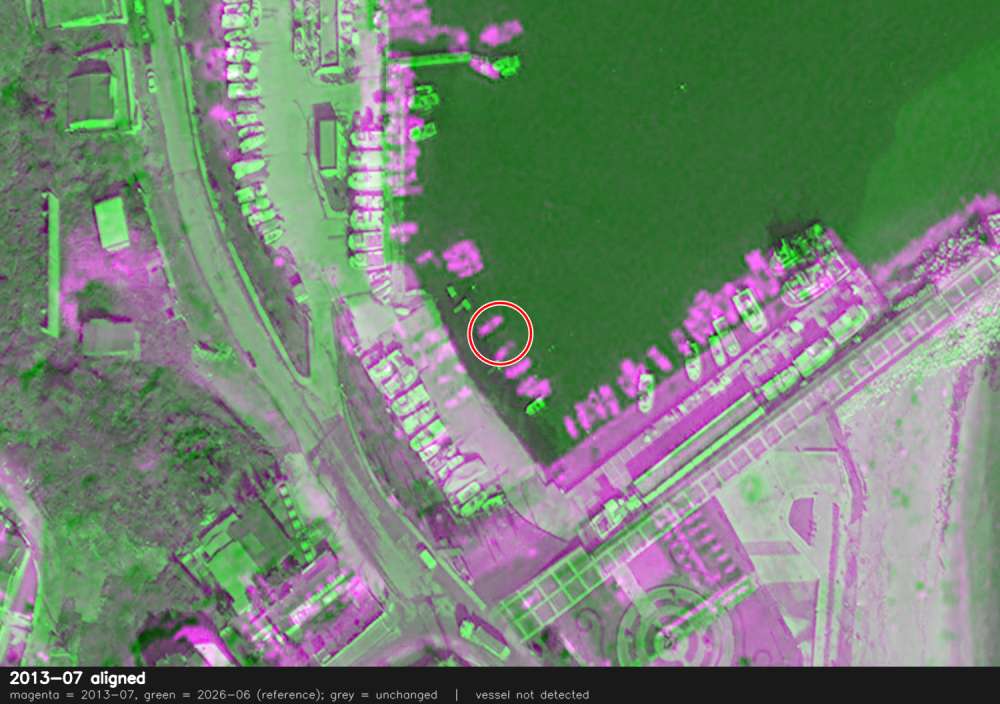 2013-07 aligned
magenta = 2013-07, green = 2026-06 (reference); grey = unchanged | vessel not detected